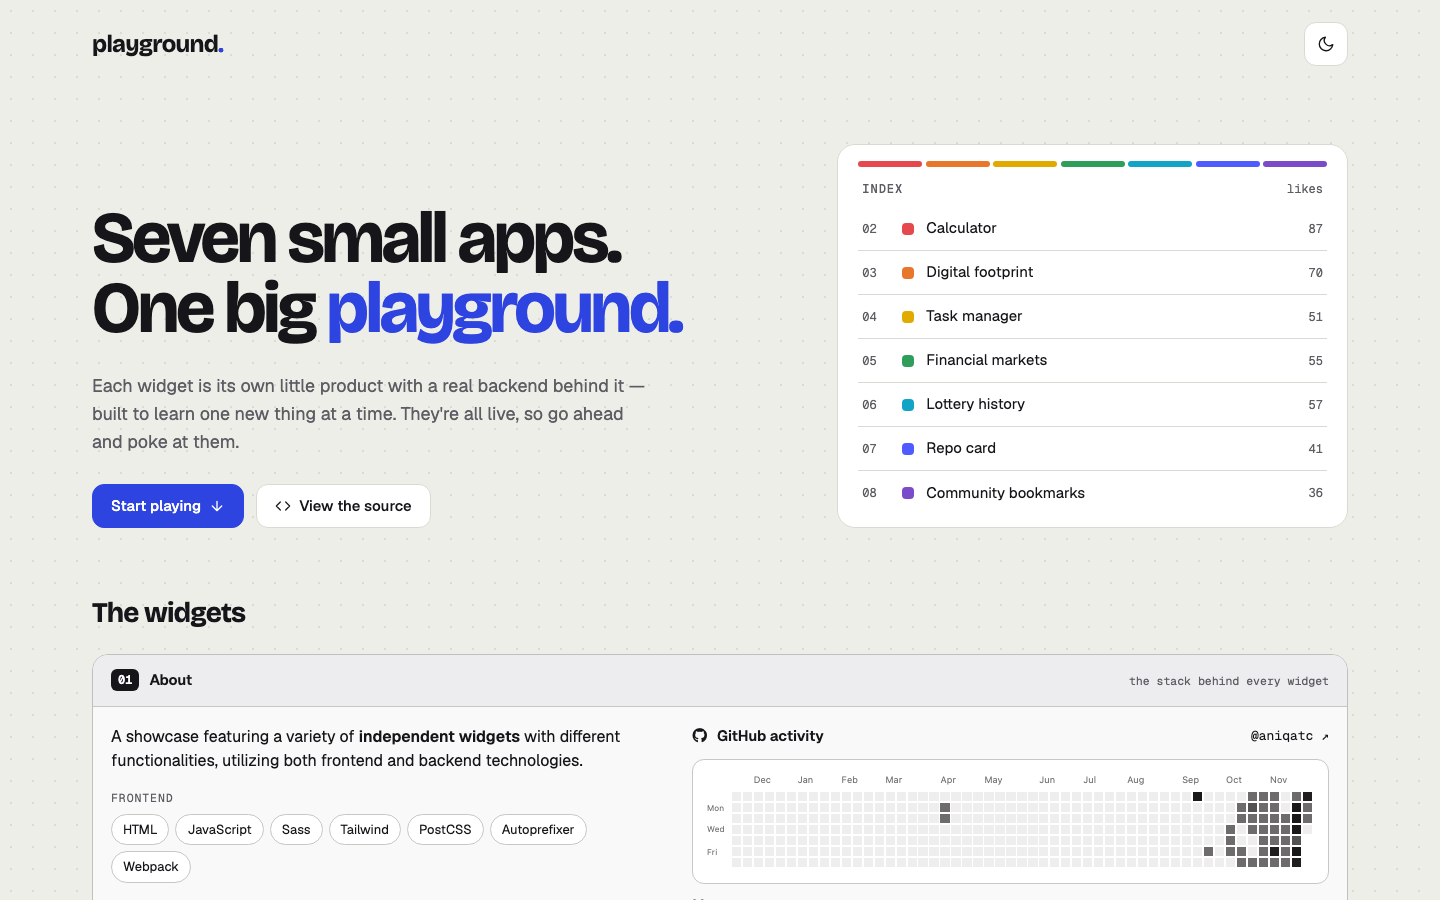 playground.
Seven small apps.
One big playground.
Each widget is its own little product with a real backend behind it —
built to learn one new thing at a time. They're all live, so go ahead
and poke at them.
Start playing ↓
View the source
INDEX likes
02 Calculator 87
03 Digital footprint 70
04 Task manager 51
05 Financial markets 55
06 Lottery history 57
07 Repo card 41
08 Community bookmarks 36
The widgets
01 About the stack behind every widget
A showcase featuring a variety of independent widgets with different
functionalities, utilizing both frontend and backend technologies.
FRONTEND
HTML JavaScript Sass Tailwind PostCSS Autoprefixer
Webpack
GitHub activity @aniqatc ↗
Dec Jan Feb Mar Apr May Jun Jul Aug Sep Oct Nov
Mon
Wed
Fri